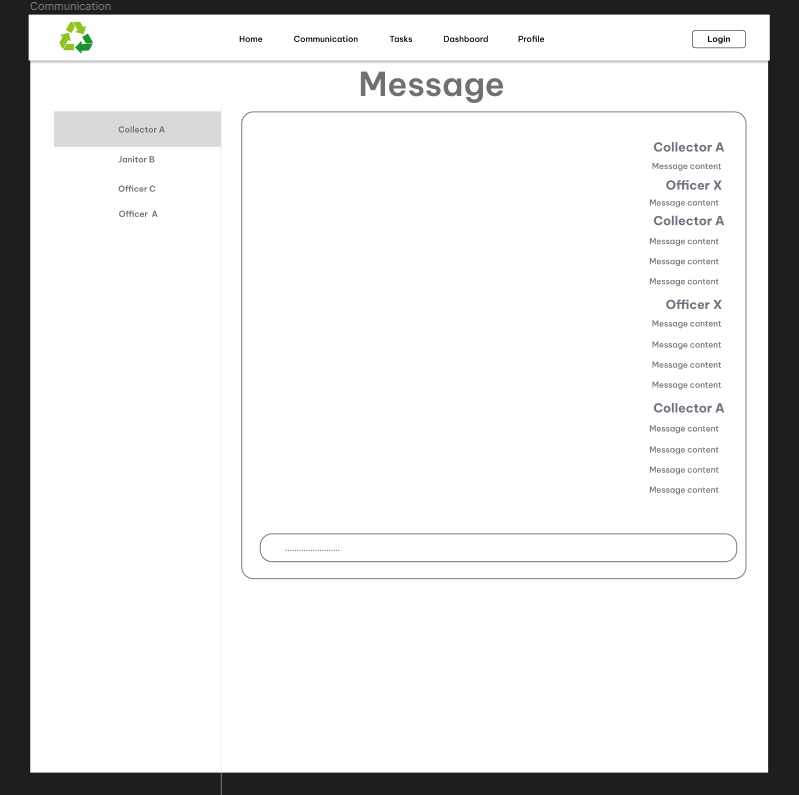 Communication
Home Communication Tasks Dashboard Profile Login
Message
Collector A
Janitor B
Officer C
Officer A
Collector A
Message content
Officer X
Message content
Collector A
Message content
Message content
Message content
Officer X
Message content
Message content
Message content
Message content
Collector A
Message content
Message content
Message content
Message content
........................